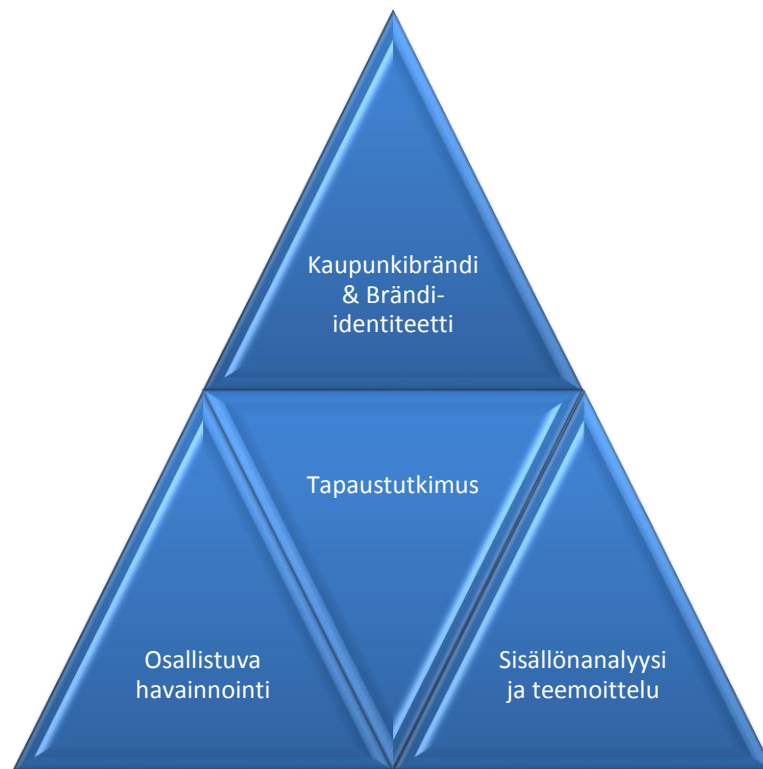 Kaupunkibrändi
& Brändi-
identiteetti
Tapaustutkimus
Osallistuva
havainnointi
Sisällönanalyysi
ja teemoittelu